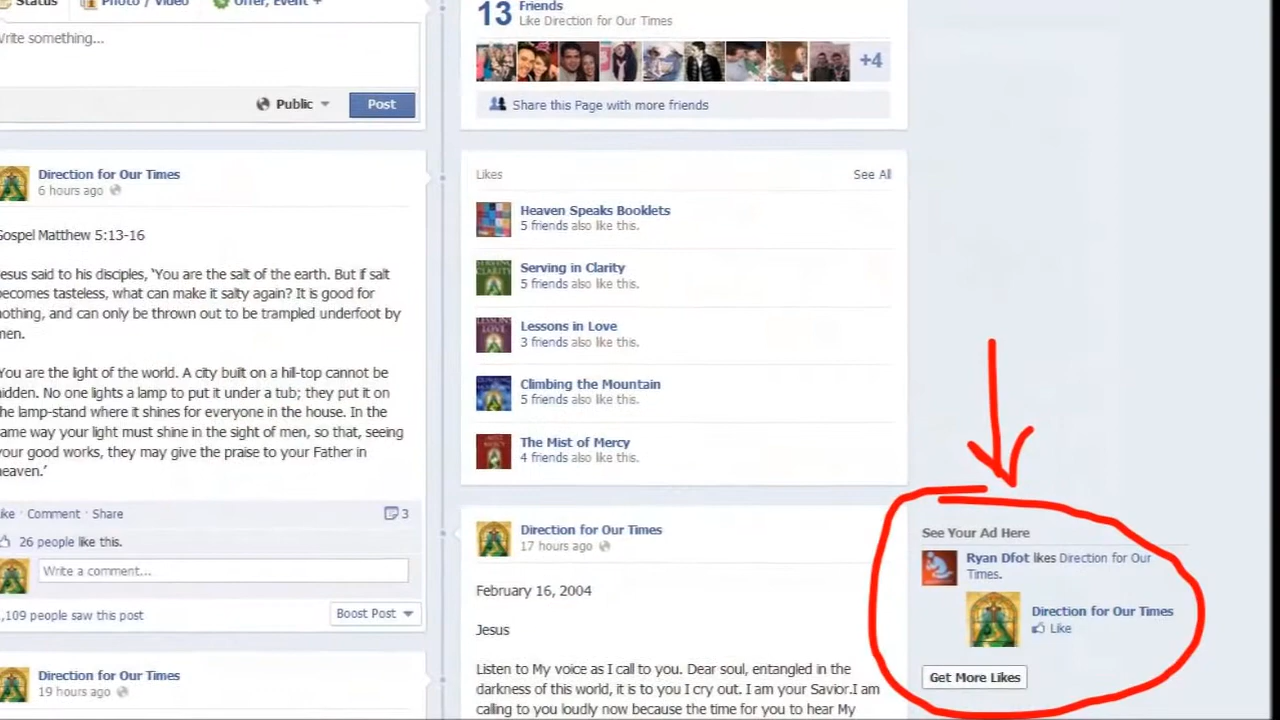 Status Photo / Video Offer, Event +
Write something...
Public
Post
Direction for Our Times
6 hours ago
Gospel Matthew 5:13-16
Jesus said to his disciples, 'You are the salt of the earth. But if salt
becomes tasteless, what can make it salty again? It is good for
nothing, and can only be thrown out to be trampled underfoot by
men.
You are the light of the world. A city built on a hill-top cannot be
hidden. No one lights a lamp to put it under a tub; they put it on
the lamp-stand where it shines for everyone in the house. In the
same way your light must shine in the sight of men, so that, seeing
your good works, they may give the praise to your Father in
heaven.'
Like · Comment · Share
3
26 people like this.
Write a comment...
,109 people saw this post
Boost Post
Direction for Our Times
19 hours ago
13 Friends
Like Direction for Our Times
+4
Share this Page with more friends
Likes
See All
Heaven Speaks Booklets
5 friends also like this.
Serving in Clarity
5 friends also like this.
Lessons in Love
3 friends also like this.
Climbing the Mountain
5 friends also like this.
The Mist of Mercy
4 friends also like this.
Direction for Our Times
17 hours ago
February 16, 2004
Jesus
Listen to My voice as I call to you. Dear soul, entangled in the
darkness of this world, it is to you I cry out. I am your Savior.I am
calling to you loudly now because the time for you to hear My
See Your Ad Here
Ryan Dfot likes Direction for Our
Times.
Direction for Our Times
Like
Get More Likes